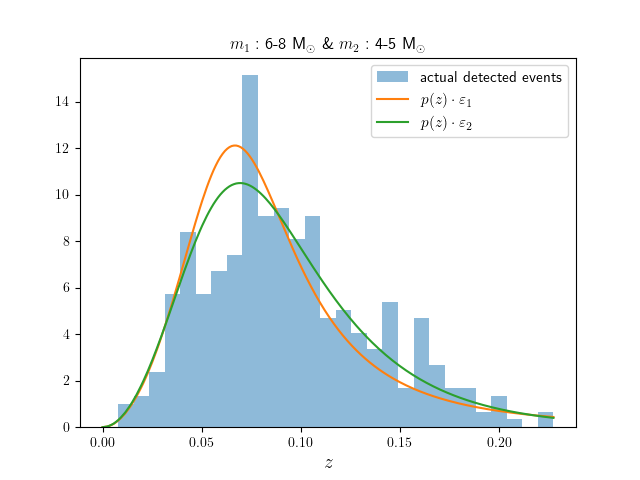 m₁ : 6-8 M⊙ & m₂ : 4-5 M⊙
actual detected events
p(z) · ε₁
p(z) · ε₂
14
12
10
8
6
4
2
0
0.00 0.05 0.10 0.15 0.20
z